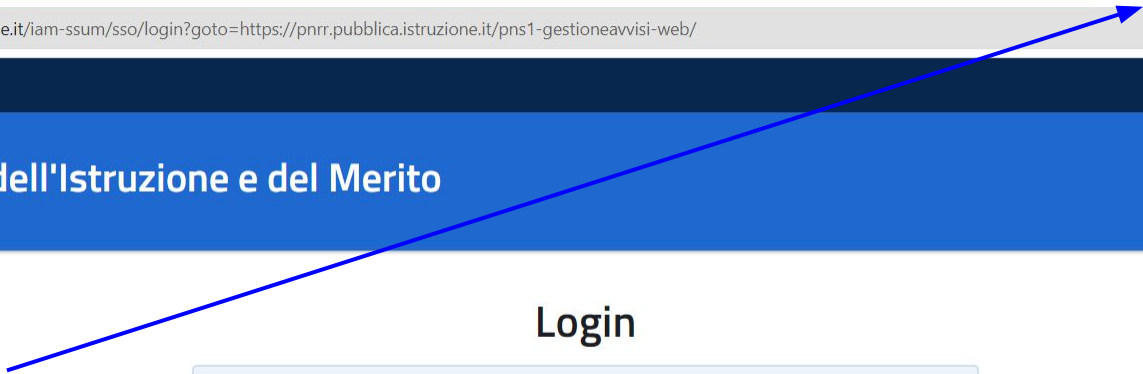 e.it/iam-ssum/sso/login?goto=https://pnrr.pubblica.istruzione.it/pns1-gestioneavvisi-web/
dell'Istruzione e del Merito
Login